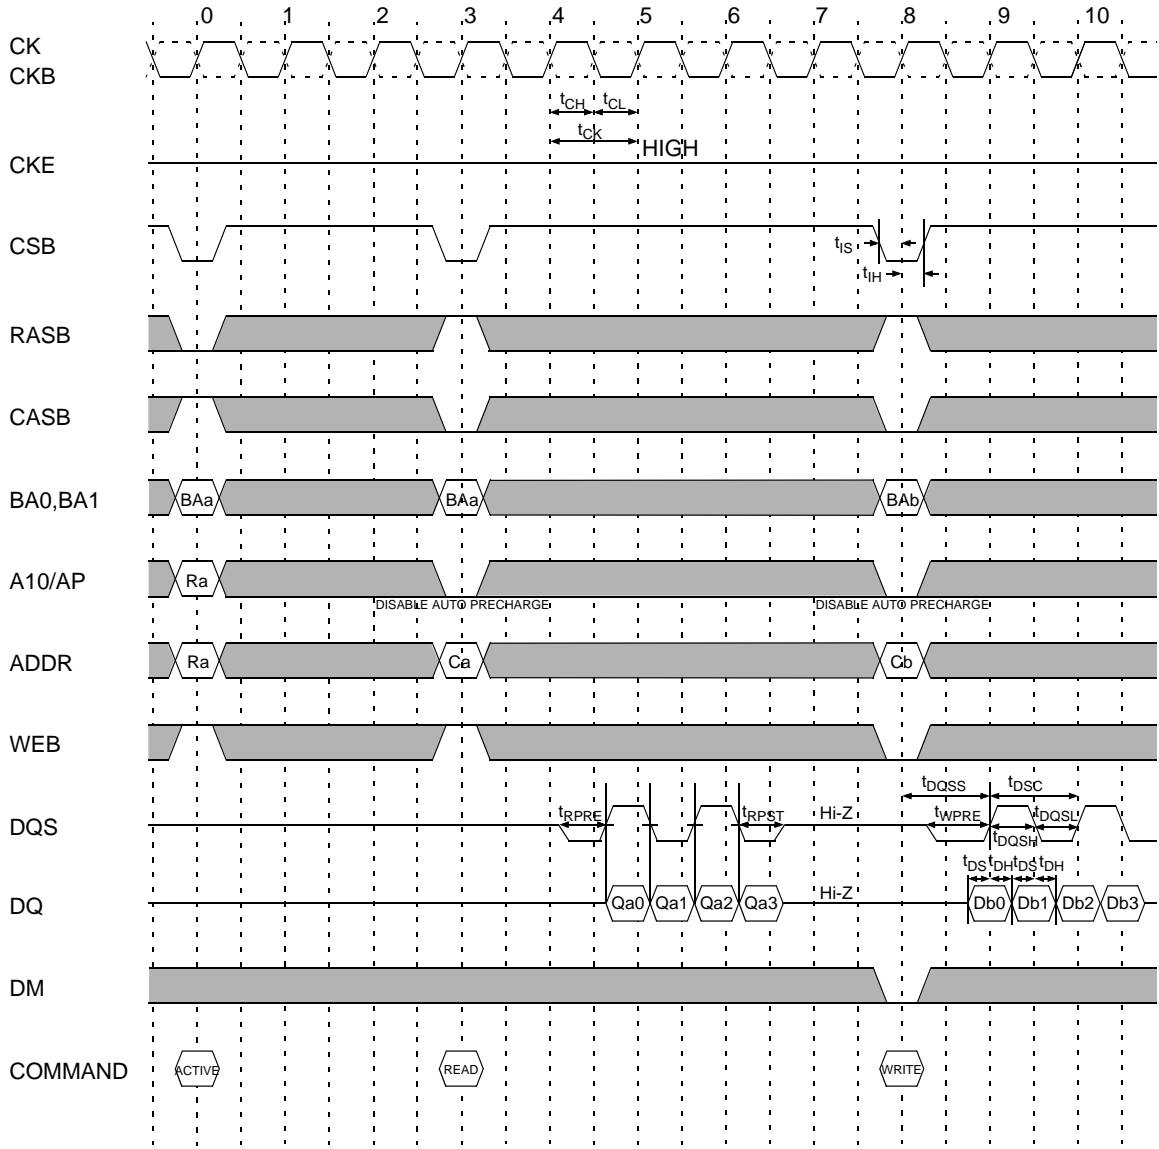 0 1 2 3 4 5 6 7 8 9 10
CK
CKB
tCH tCL
tCK
HIGH
CKE
CSB
tIS
tIH
RASB
CASB
BA0,BA1 BAa BAa BAb
A10/AP Ra
DISABLE AUTO PRECHARGE DISABLE AUTO PRECHARGE
ADDR Ra Ca Cb
WEB
tDQSS tDSC
DQS tRPRE tRPST Hi-Z tWPRE tDQSL
tDQSH
tDS tDH tDS tDH
DQ Qa0 Qa1 Qa2 Qa3 Hi-Z Db0 Db1 Db2 Db3
DM
COMMAND ACTIVE READ WRITE